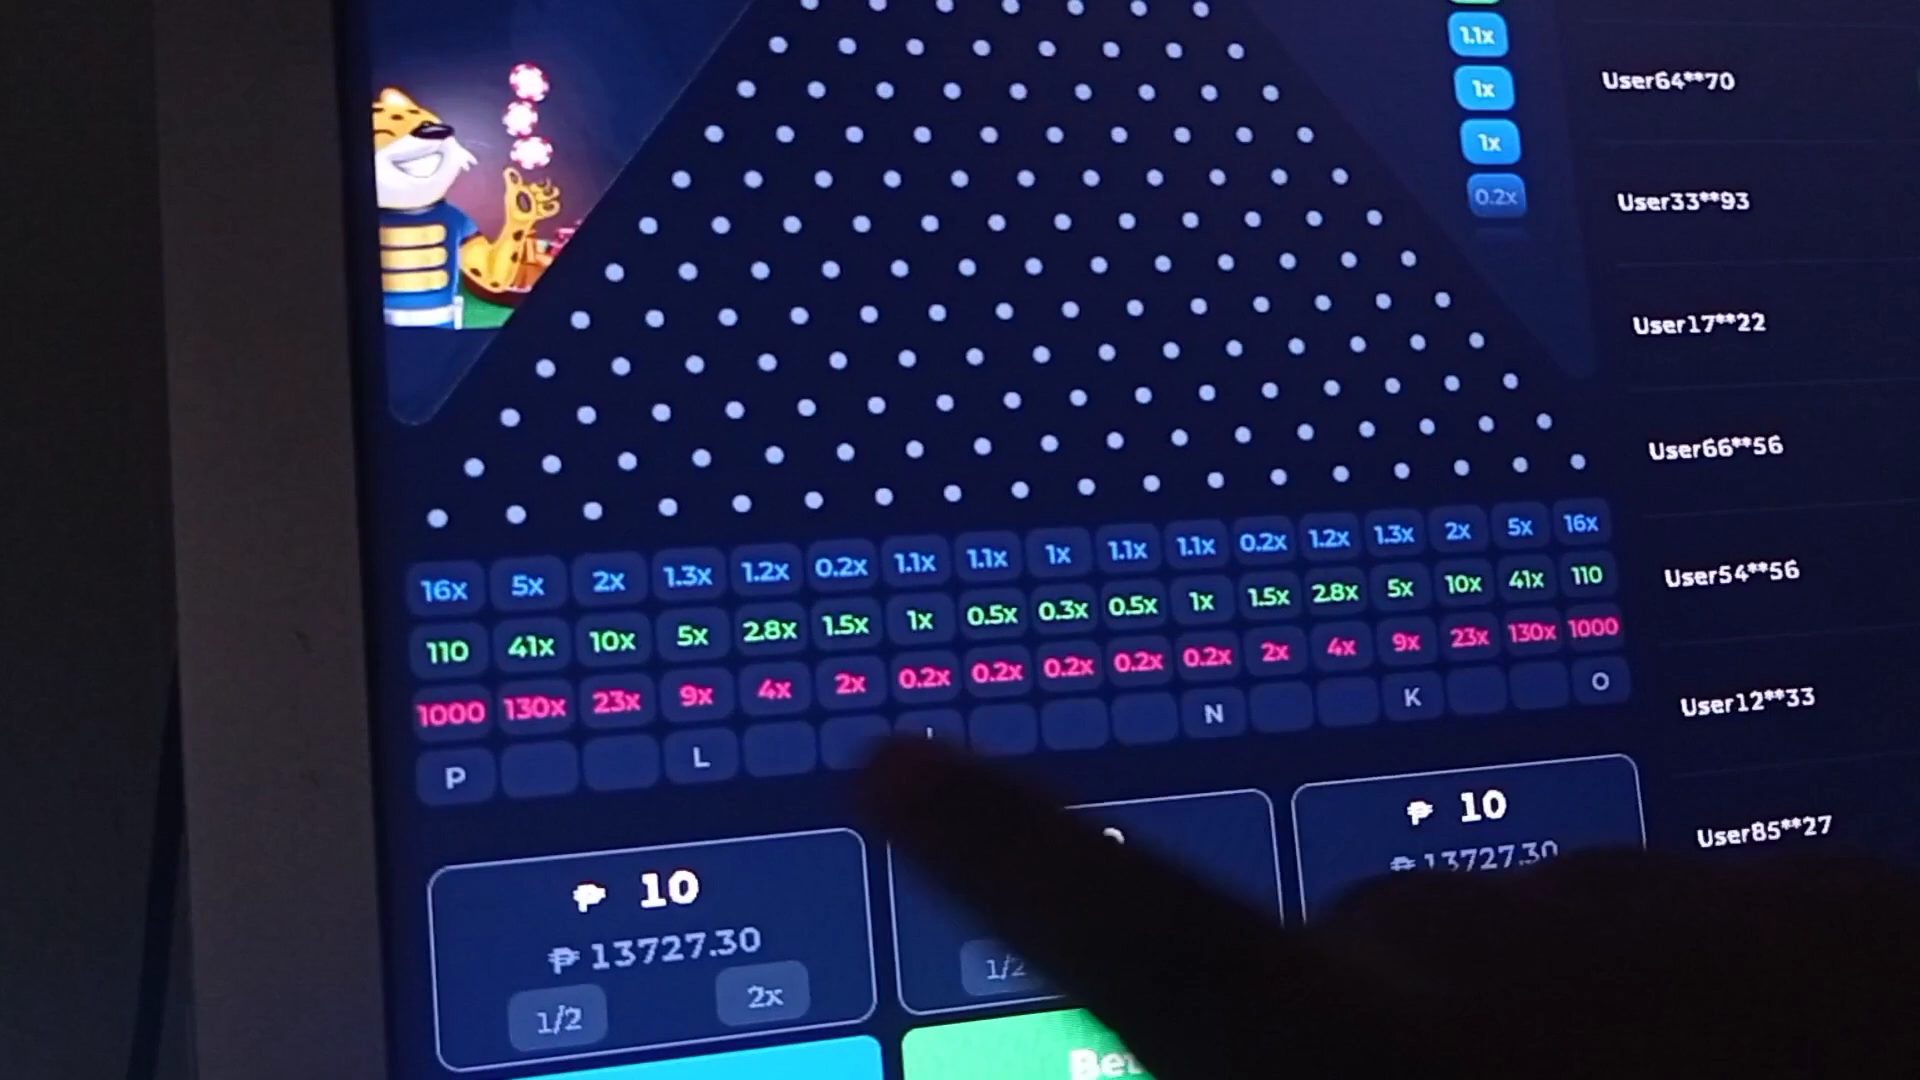 1.1x
1x
1x
0.2x
User64**70
User33**93
User17**22
User66**56
User54**56
User12**33
User85**27
16x 5x 2x 1.3x 1.2x 0.2x 1.1x 1.1x 1x 1.1x 1.1x 0.2x 1.2x 1.3x 2x 5x 16x
110 41x 10x 5x 2.8x 1.5x 1x 0.5x 0.3x 0.5x 1x 1.5x 2.8x 5x 10x 41x 110
1000 130x 23x 9x 4x 2x 0.2x 0.2x 0.2x 0.2x 0.2x 2x 4x 9x 23x 130x 1000
P L N K O
₱ 10
₱ 13727.30
1/2 2x
1/2
₱ 10
₱ 13727.30
Bet